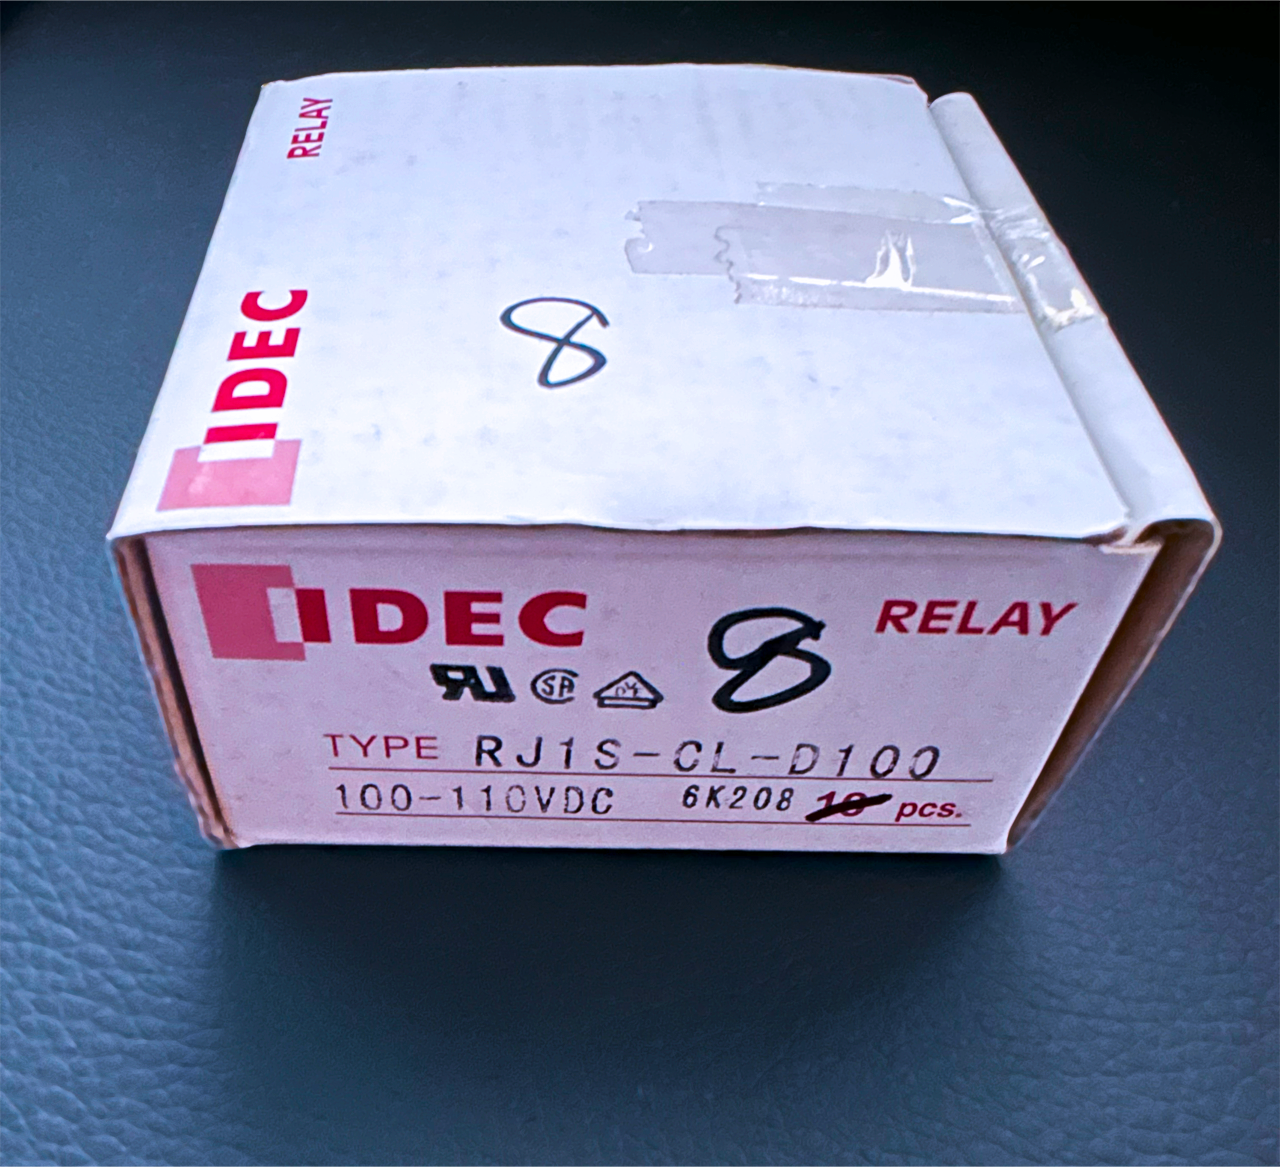 RELAY
IDEC
8
IDEC
RELAY
8
TYPE RJ1S-CL-D100
100-110VDC 6K208 10 pcs.